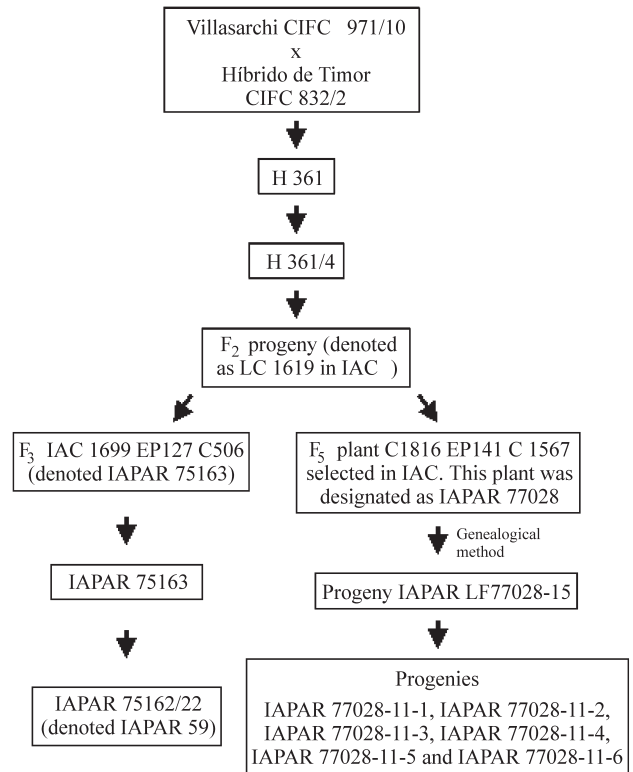 Villasarchi CIFC 971/10
x
Híbrido de Timor
CIFC 832/2
H 361
H 361/4
F2 progeny (denoted
as LC 1619 in IAC )
F3 IAC 1699 EP127 C506
(denoted IAPAR 75163)
F5 plant C1816 EP141 C 1567
selected in IAC. This plant was
designated as IAPAR 77028
Genealogical
method
IAPAR 75163
Progeny IAPAR LF77028-15
IAPAR 75162/22
(denoted IAPAR 59)
Progenies
IAPAR 77028-11-1, IAPAR 77028-11-2,
IAPAR 77028-11-3, IAPAR 77028-11-4,
IAPAR 77028-11-5 and IAPAR 77028-11-6